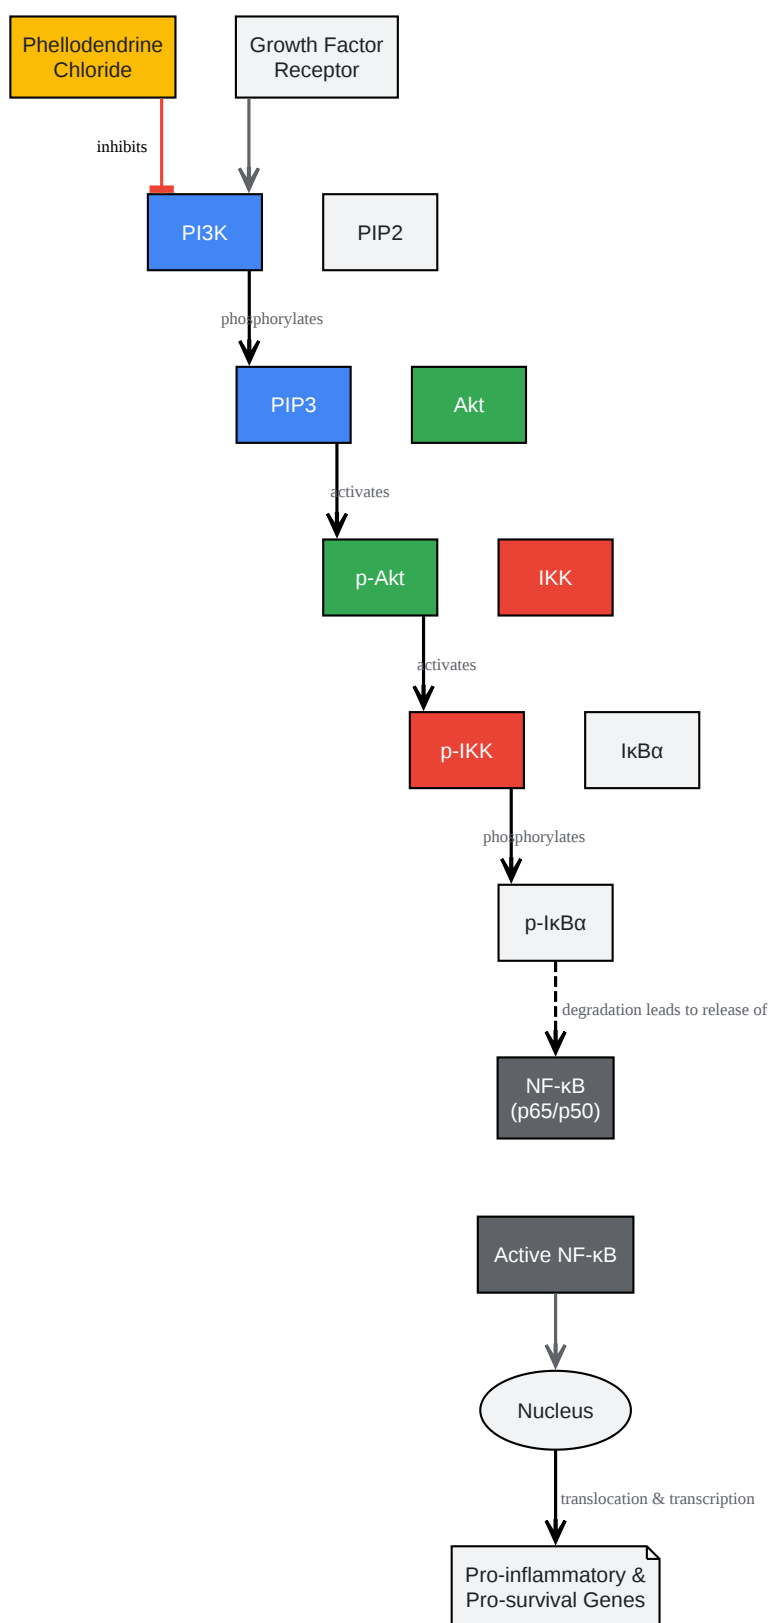 Phellodendrine
Chloride
Growth Factor
Receptor
inhibits
PI3K
PIP2
phosphorylates
PIP3
Akt
activates
p-Akt
IKK
activates
p-IKK
IκBα
phosphorylates
p-IκBα
degradation leads to release of
NF-κB
(p65/p50)
Active NF-κB
Nucleus
translocation & transcription
Pro-inflammatory &
Pro-survival Genes